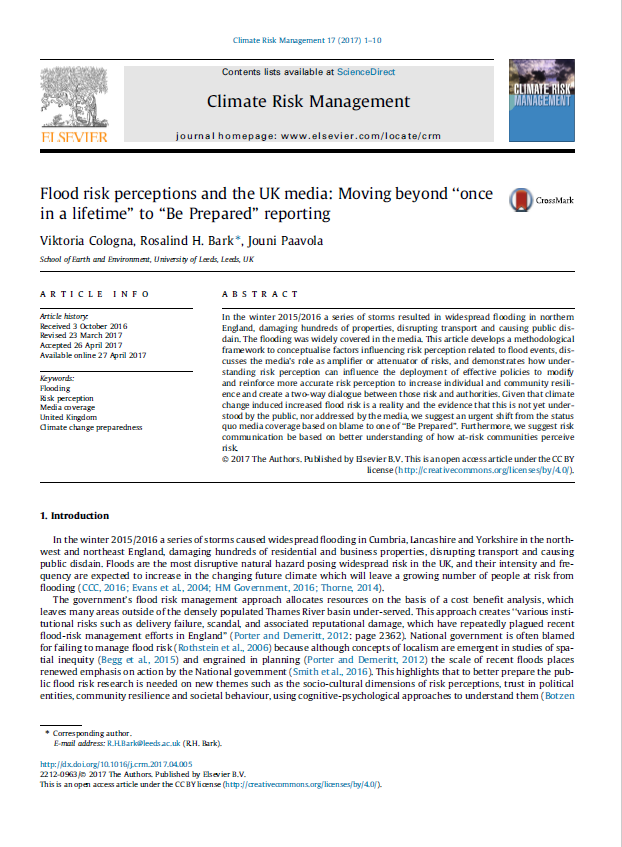 Climate Risk Management 17 (2017) 1–10
Contents lists available at ScienceDirect
Climate Risk Management
journal homepage: www.elsevier.com/locate/crm
ELSEVIER
CLIMATE RISK
MANAGEMENT
Flood risk perceptions and the UK media: Moving beyond “once
in a lifetime” to “Be Prepared” reporting
CrossMark
Viktoria Cologna, Rosalind H. Bark*, Jouni Paavola
School of Earth and Environment, University of Leeds, Leeds, UK
ARTICLE INFO
Article history:
Received 3 October 2016
Revised 23 March 2017
Accepted 26 April 2017
Available online 27 April 2017
Keywords:
Flooding
Risk perception
Media coverage
United Kingdom
Climate change preparedness
ABSTRACT
In the winter 2015/2016 a series of storms resulted in widespread flooding in northern
England, damaging hundreds of properties, disrupting transport and causing public dis-
dain. The flooding was widely covered in the media. This article develops a methodological
framework to conceptualise factors influencing risk perception related to flood events, dis-
cusses the media’s role as amplifier or attenuator of risks, and demonstrates how under-
standing risk perception can influence the deployment of effective policies to modify
and reinforce more accurate risk perception to increase individual and community resili-
ence and create a two-way dialogue between those risk and authorities. Given that climate
change induced increased flood risk is a reality and the evidence that this is not yet under-
stood by the public, nor addressed by the media, we suggest an urgent shift from the status
quo media coverage based on blame to one of “Be Prepared”. Furthermore, we suggest risk
communication be based on better understanding of how at-risk communities perceive
risk.
© 2017 The Authors. Published by Elsevier B.V. This is an open access article under the CC BY
license (http://creativecommons.org/licenses/by/4.0/).
1. Introduction
In the winter 2015/2016 a series of storms caused widespread flooding in Cumbria, Lancashire and Yorkshire in the north-
west and northeast England, damaging hundreds of residential and business properties, disrupting transport and causing
public disdain. Floods are the most disruptive natural hazard posing widespread risk in the UK, and their intensity and fre-
quency are expected to increase in the changing future climate which will leave a growing number of people at risk from
flooding (CCC, 2016; Evans et al., 2004; HM Government, 2016; Thorne, 2014).
The government’s flood risk management approach allocates resources on the basis of a cost benefit analysis, which
leaves many areas outside of the densely populated Thames River basin under-served. This approach creates “various insti-
tutional risks such as delivery failure, scandal, and associated reputational damage, which have repeatedly plagued recent
flood-risk management efforts in England” (Porter and Demeritt, 2012: page 2362). National government is often blamed
for failing to manage flood risk (Rothstein et al., 2006) because although concepts of localism are emergent in studies of spa-
tial inequity (Begg et al., 2015) and engrained in planning (Porter and Demeritt, 2012) the scale of recent floods places
renewed emphasis on action by the National government (Smith et al., 2016). This highlights that to better prepare the pub-
lic flood risk research is needed on new themes such as the socio-cultural dimensions of risk perceptions, trust in political
entities, community resilience and societal behaviour, using cognitive-psychological approaches to understand them (Botzen
* Corresponding author.
E-mail address: R.H.Bark@leeds.ac.uk (R.H. Bark).
http://dx.doi.org/10.1016/j.crm.2017.04.005
2212-0963/© 2017 The Authors. Published by Elsevier B.V.
This is an open access article under the CC BY license (http://creativecommons.org/licenses/by/4.0/).